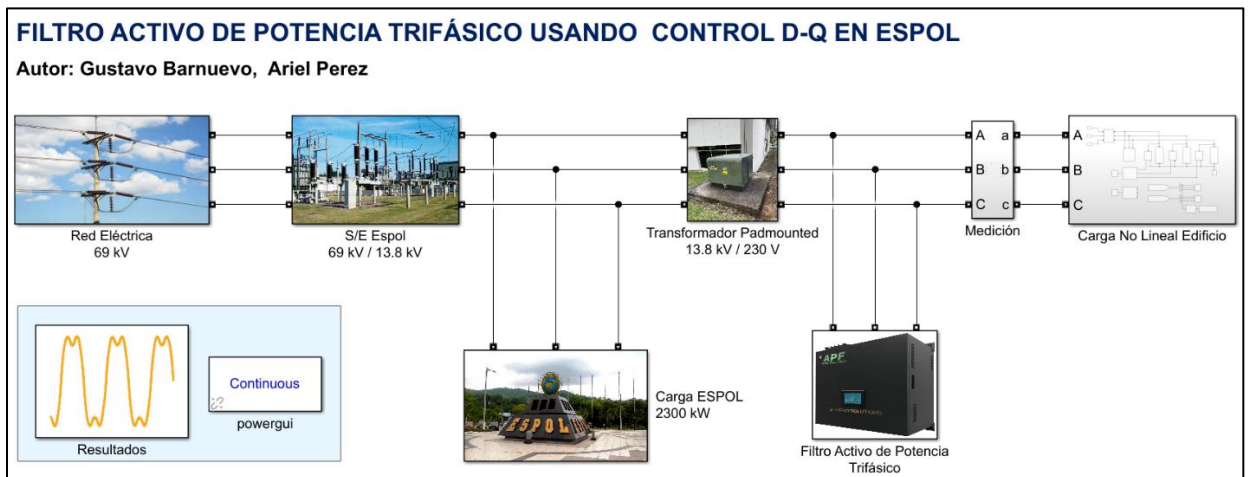 FILTRO ACTIVO DE POTENCIA TRIFÁSICO USANDO CONTROL D-Q EN ESPOL
Autor: Gustavo Barnuevo, Ariel Perez
Red Eléctrica
69 kV
S/E Espol
69 kV / 13.8 kV
Transformador Padmounted
13.8 kV / 230 V
A a
B b
C c
Medición
A
B
C
Carga No Lineal Edificio
Resultados
Continuous
powergui
ESPOL
Carga ESPOL
2300 kW
APF
Filtro Activo de Potencia
Trifásico